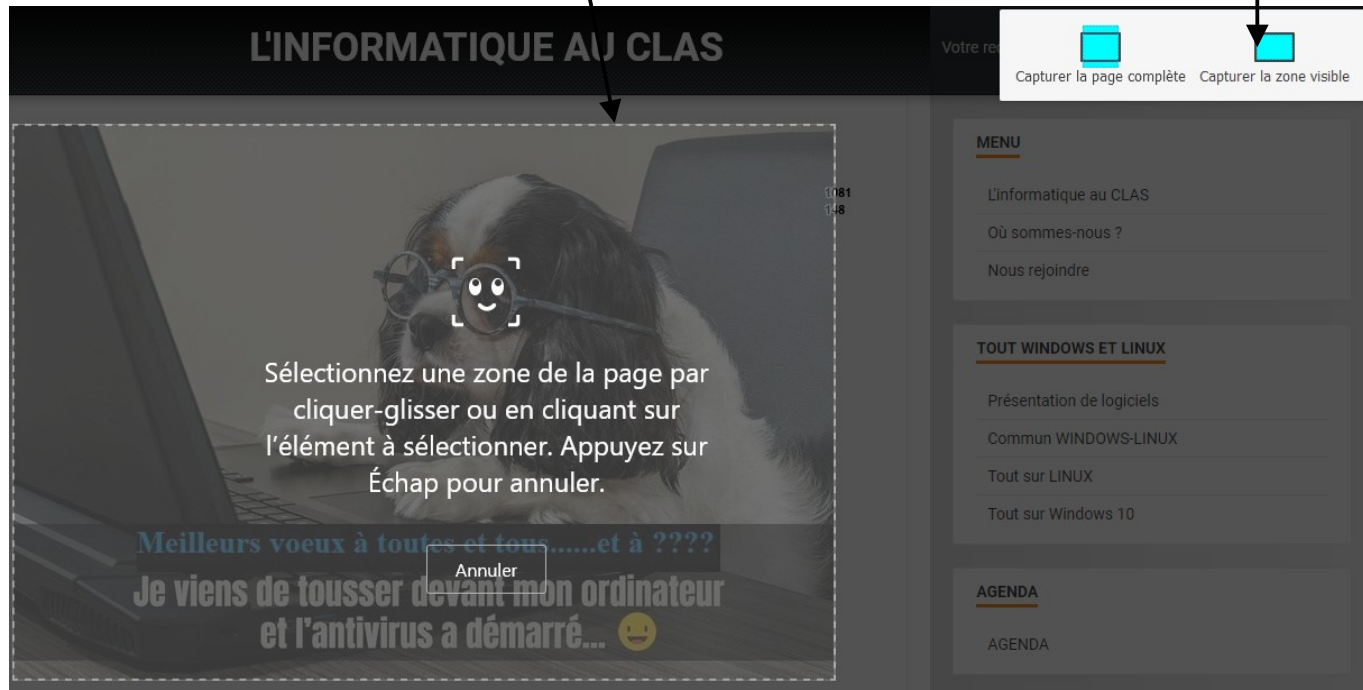 L'INFORMATIQUE AU CLAS
Capturer la page complète
Capturer la zone visible
1081
148
Sélectionnez une zone de la page par
cliquer-glisser ou en cliquant sur
l'élément à sélectionner. Appuyez sur
Échap pour annuler.
Meilleurs voeux à toutes et tous......et à ????
Annuler
Je viens de tousser devant mon ordinateur
et l'antivirus a démarré...
MENU
L'informatique au CLAS
Où sommes-nous ?
Nous rejoindre
TOUT WINDOWS ET LINUX
Présentation de logiciels
Commun WINDOWS-LINUX
Tout sur LINUX
Tout sur Windows 10
AGENDA
AGENDA